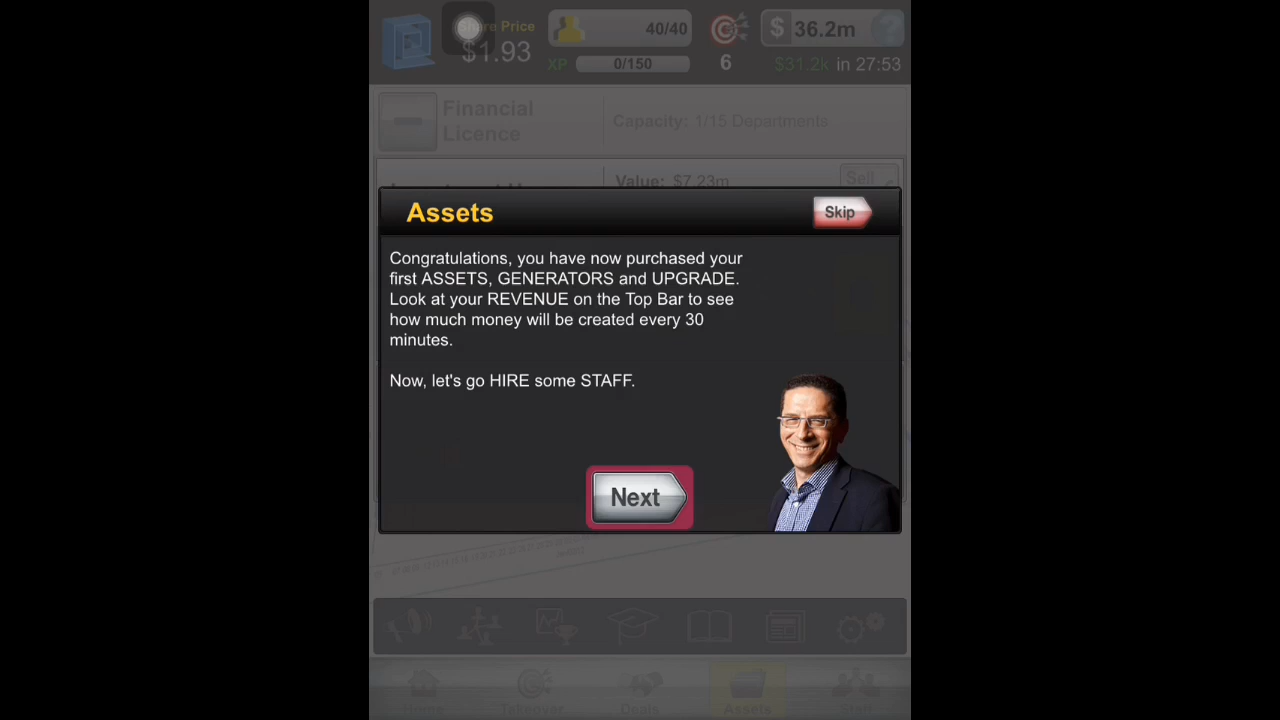 Share Price
$1.93
40/40
XP
0/150
6
$ 36.2m
?
$31.2k in 27:53
Financial
Licence
Capacity: 1/15 Departments
Value: $7.23m
Sell
Assets
Skip
Congratulations, you have now purchased your
first ASSETS, GENERATORS and UPGRADE.
Look at your REVENUE on the Top Bar to see
how much money will be created every 30
minutes.
Now, let's go HIRE some STAFF.
Next
Home
Takeover
Deals
Assets
Staff